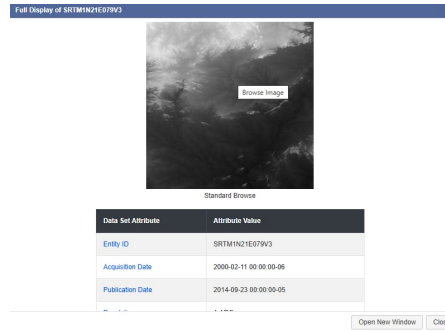 Full Display of SRTM1N21E079V3
Browse Image
Standard Browse
Data Set Attribute Attribute Value
Entity ID SRTM1N21E079V3
Acquisition Date 2000-02-11 00:00:00-06
Publication Date 2014-09-23 00:00:00-05
Open New Window Clos